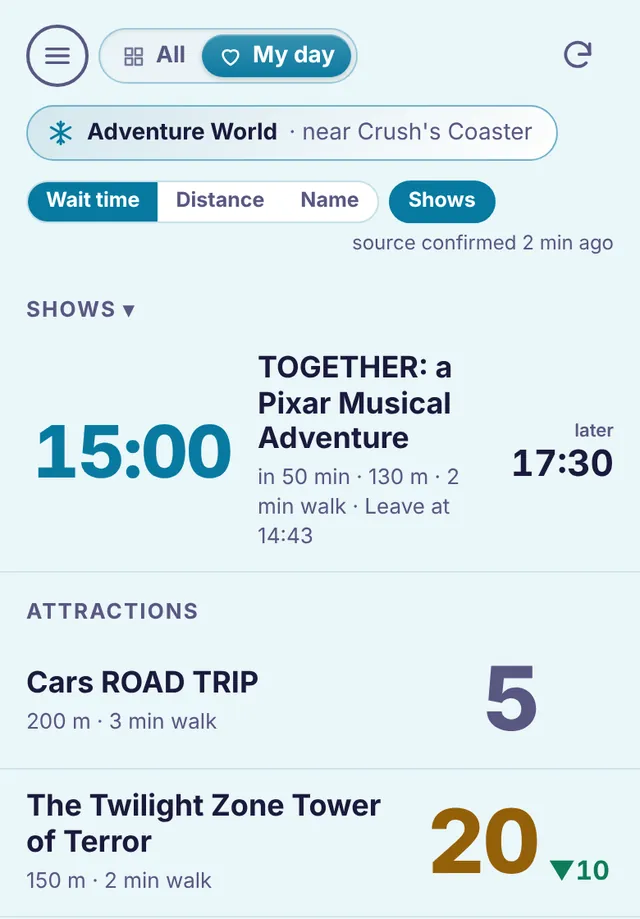 All My day
Adventure World · near Crush's Coaster
Wait time Distance Name Shows
source confirmed 2 min ago
SHOWS ▾
15:00
TOGETHER: a
Pixar Musical
Adventure
in 50 min · 130 m · 2
min walk · Leave at
14:43
later
17:30
ATTRACTIONS
Cars ROAD TRIP
200 m · 3 min walk
5
The Twilight Zone Tower
of Terror
150 m · 2 min walk
20 ▼10